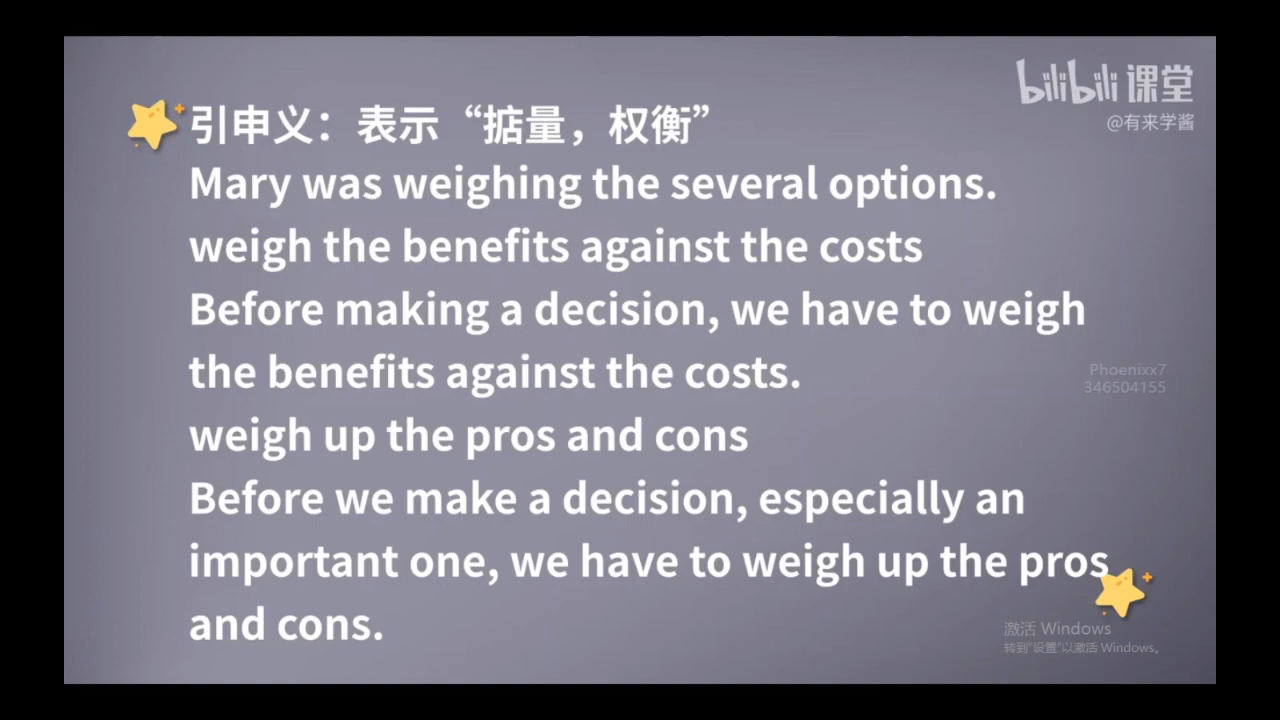 bilibili 课堂
@有来学酱
引申义：表示“掂量，权衡”
Mary was weighing the several options.
weigh the benefits against the costs
Before making a decision, we have to weigh
the benefits against the costs.
Phoenixx7
346504155
weigh up the pros and cons
Before we make a decision, especially an
important one, we have to weigh up the pros
and cons.
激活 Windows
转到“设置”以激活 Windows。